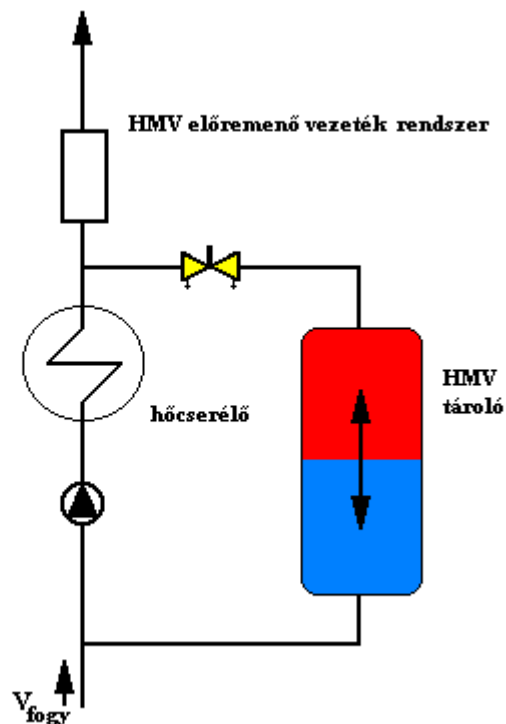 HMV előremenő vezeték rendszer
HMV
tároló
hőcserélő
Vfogy